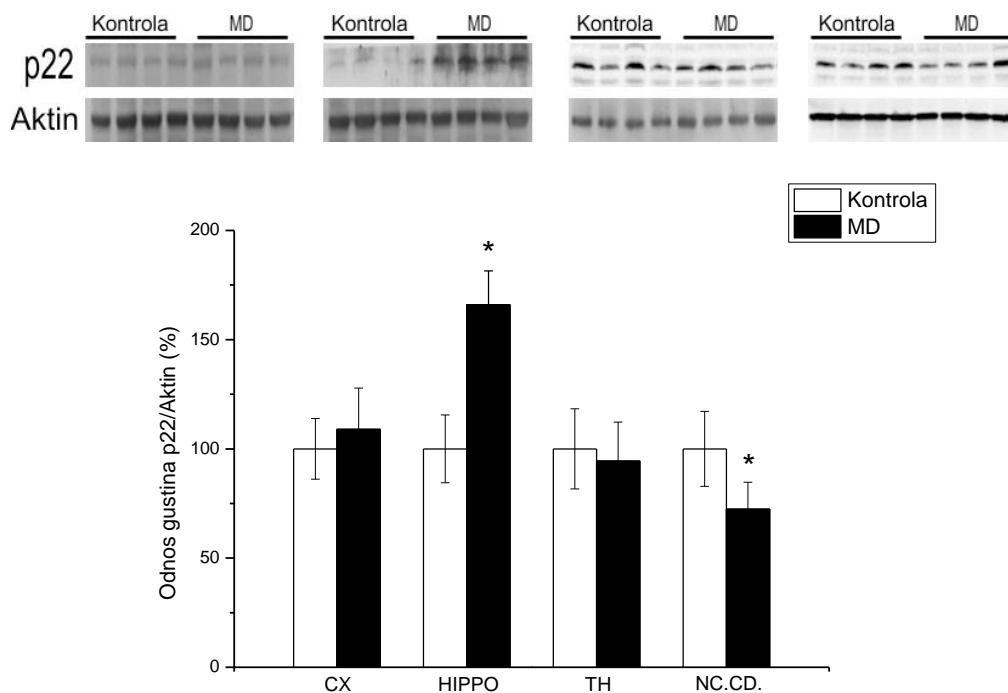 Kontrola MD Kontrola MD Kontrola MD Kontrola MD
p22
Aktin
Kontrola
MD
Odnos gustina p22/Aktin (%)
200
150
100
50
0
*
*
CX HIPPO TH NC.CD.